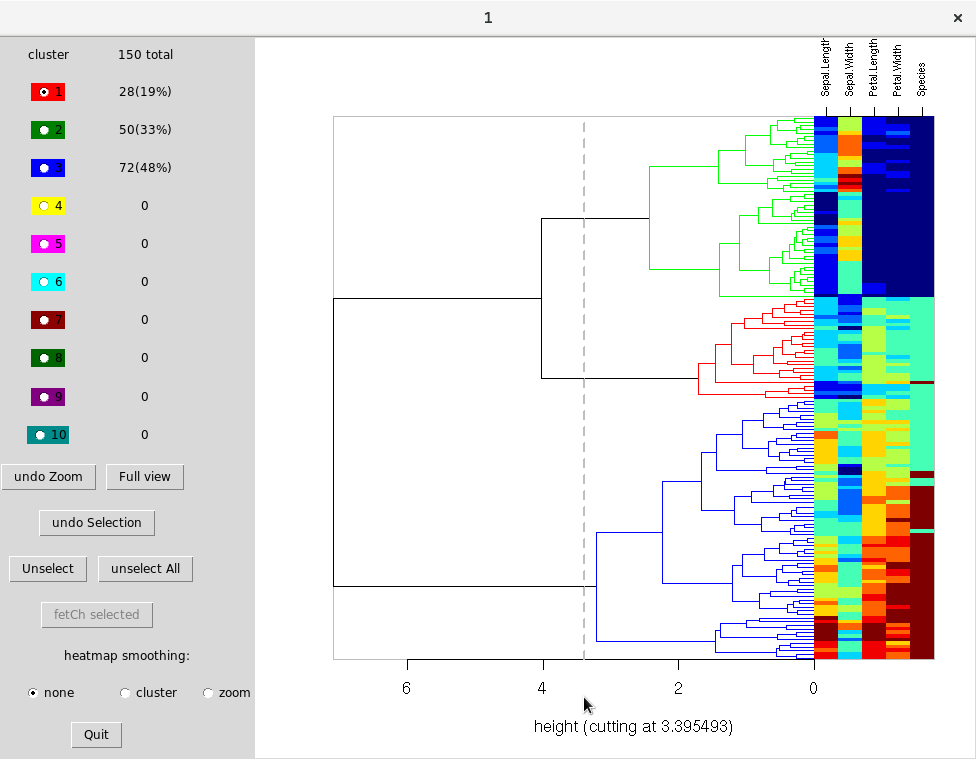 1
×
cluster 150 total
1 28(19%)
2 50(33%)
3 72(48%)
4 0
5 0
6 0
7 0
8 0
9 0
10 0
undo Zoom Full view
undo Selection
Unselect unselect All
fetCh selected
heatmap smoothing:
none cluster zoom
Quit
Sepal.Length
Sepal.Width
Petal.Length
Petal.Width
Species
6 4 2 0
height (cutting at 3.395493)